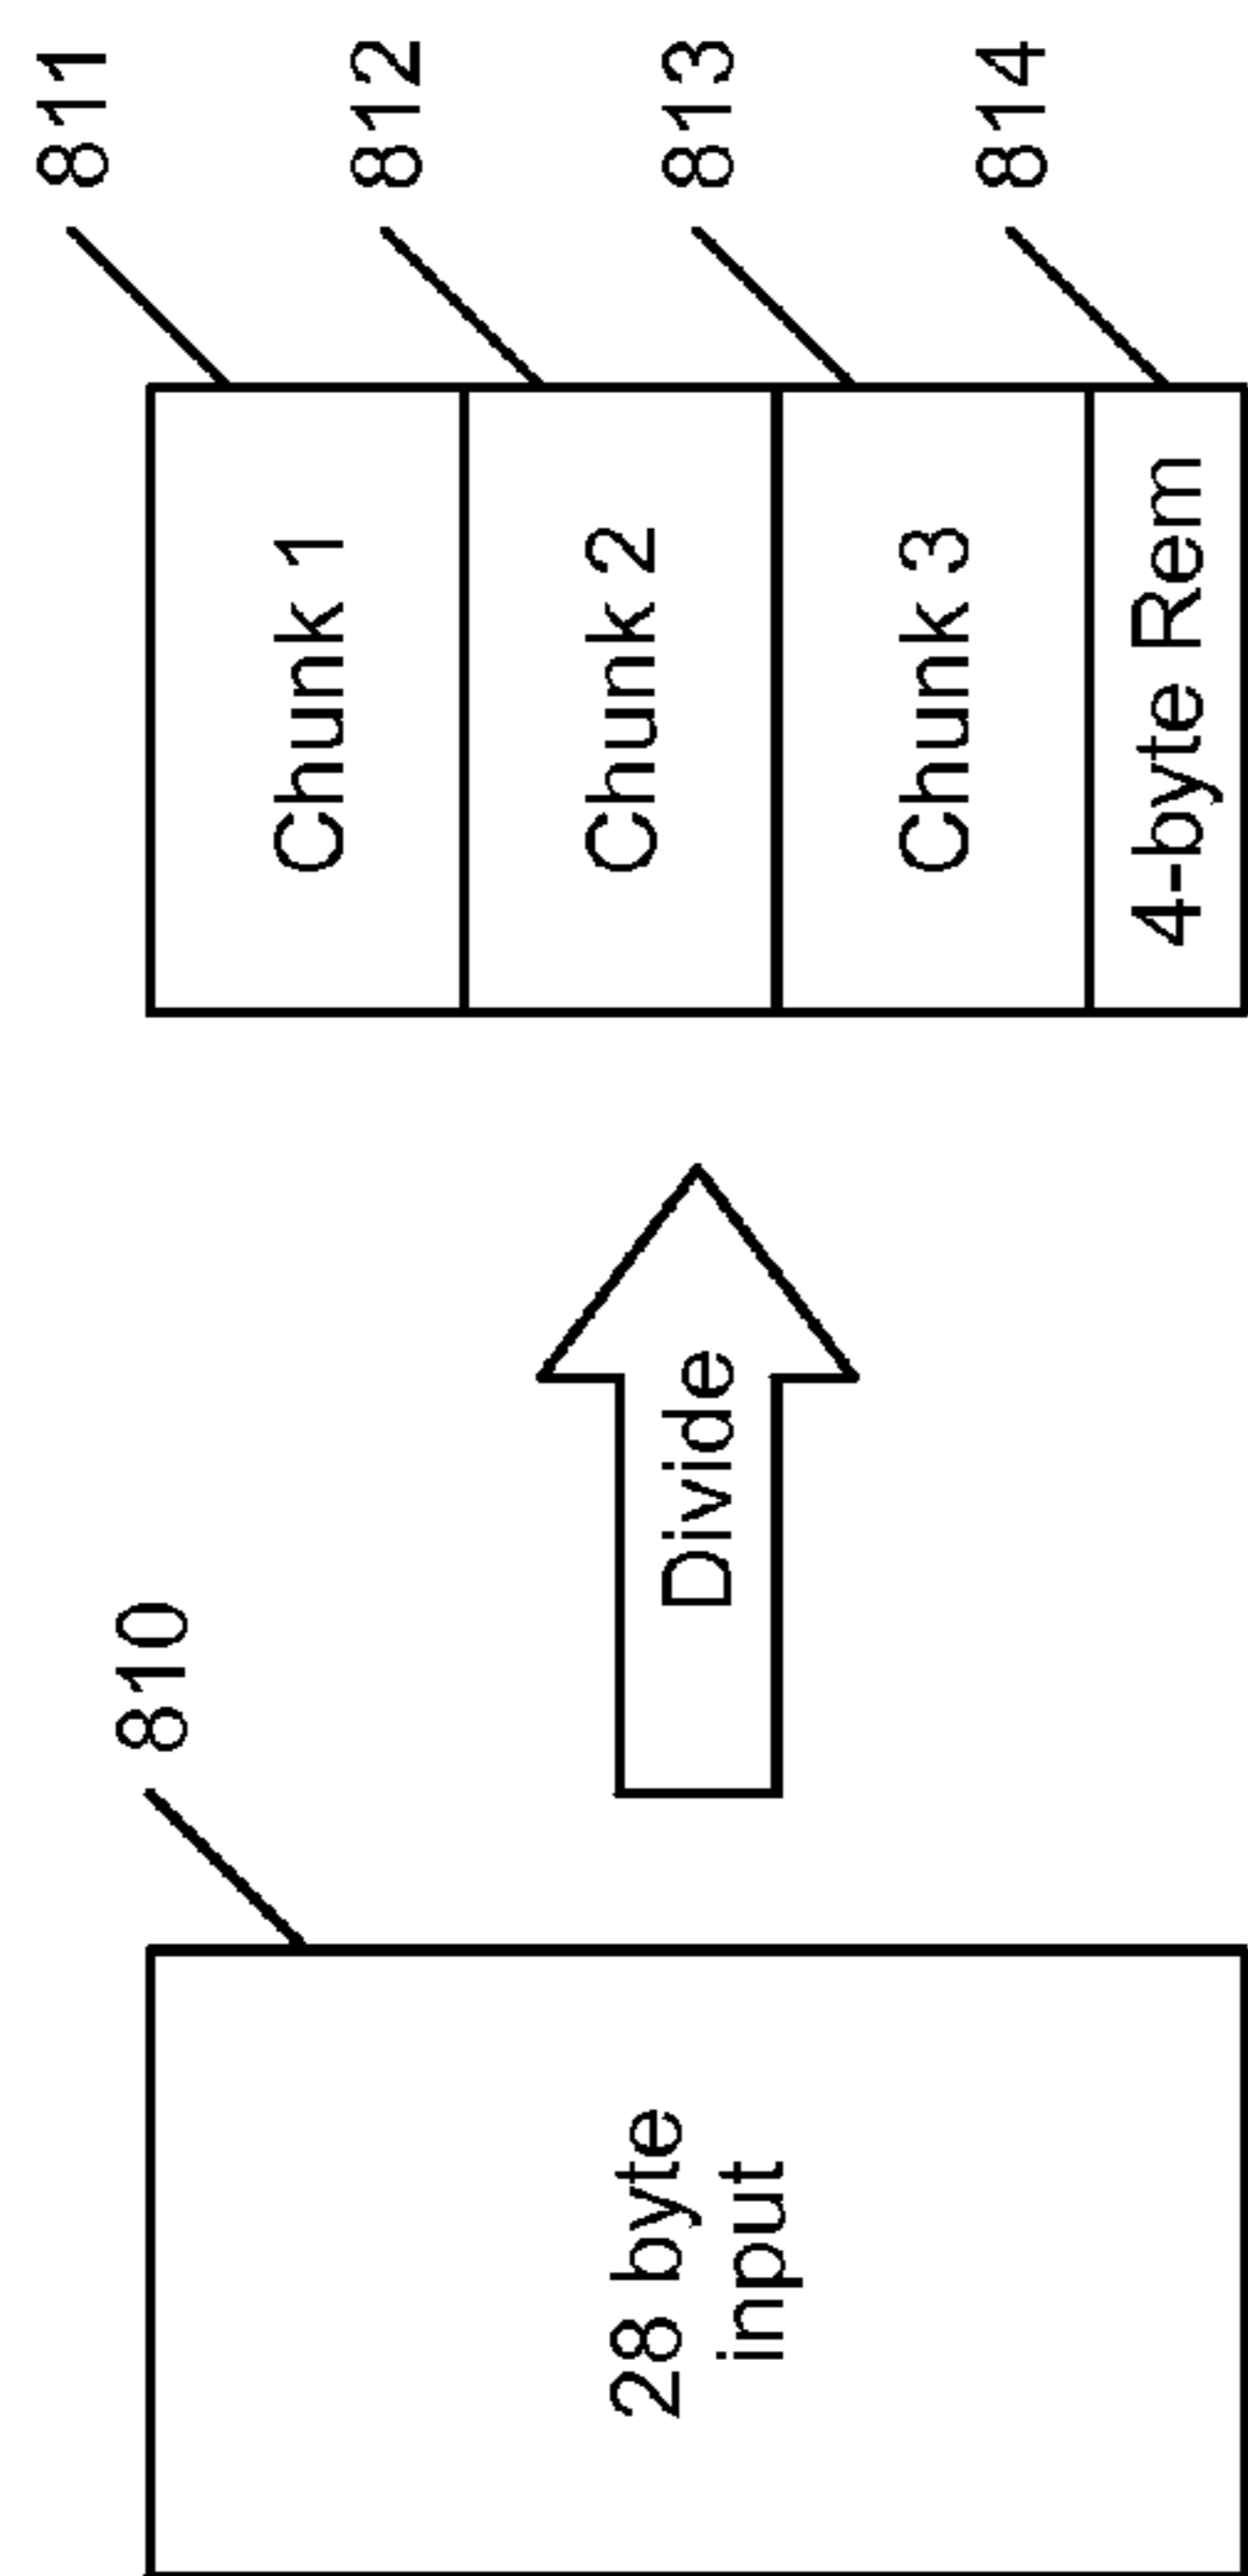 810
28 byte
input
Divide
811
Chunk 1
812
Chunk 2
813
Chunk 3
814
4-byte Rem